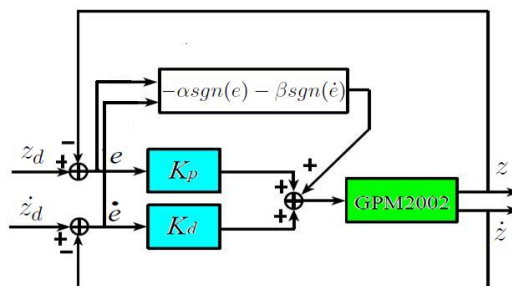 −αsgn(e) − βsgn(ė)
−
z_d + e K_p + + z
ż_d + ė K_d + GPM2002 ż
−